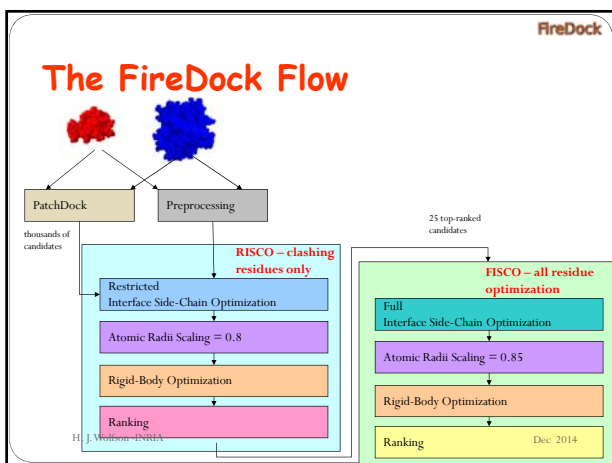 FireDock
The FireDock Flow
PatchDock
Preprocessing
thousands of
candidates
25 top-ranked
candidates
RISCO – clashing
residues only
Restricted
Interface Side-Chain Optimization
Atomic Radii Scaling = 0.8
Rigid-Body Optimization
Ranking
FISCO – all residue
optimization
Full
Interface Side-Chain Optimization
Atomic Radii Scaling = 0.85
Rigid-Body Optimization
Ranking
H. J. Wolfson -INRIA
Dec 2014